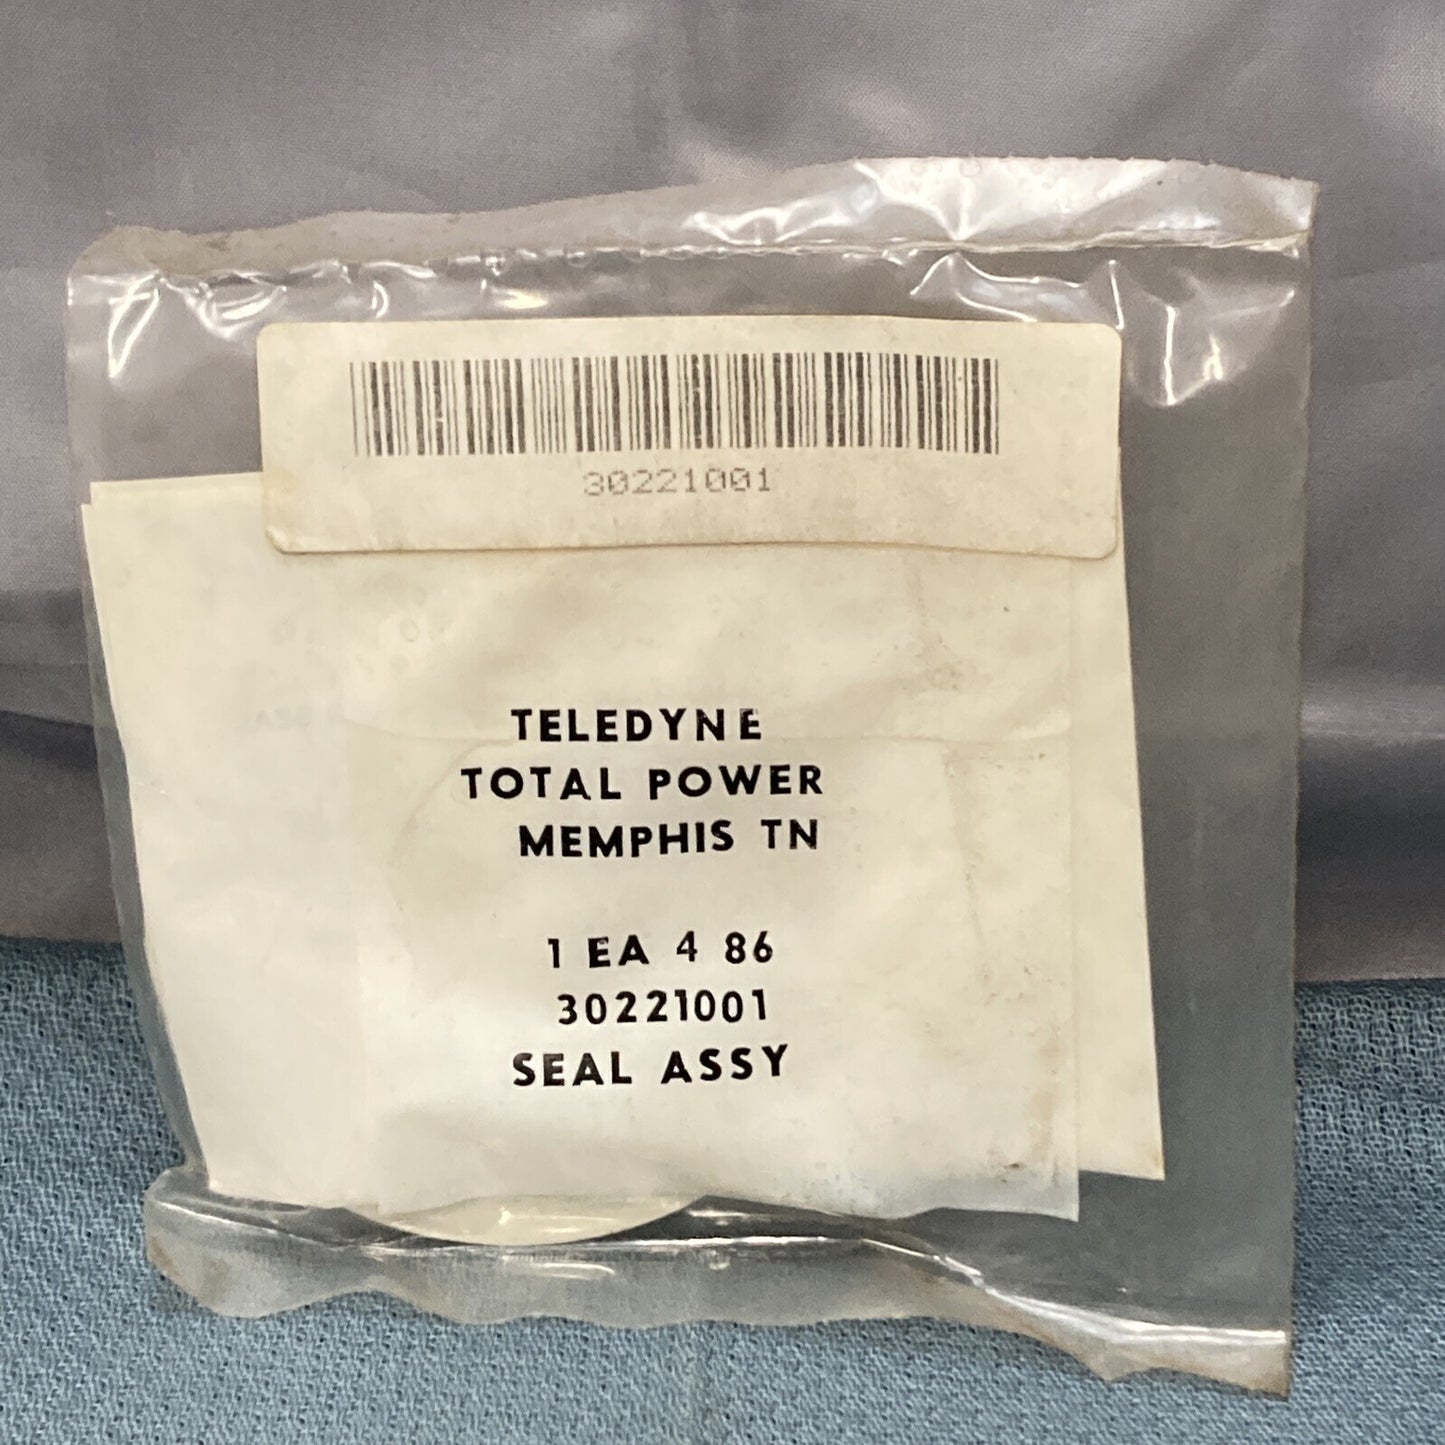 30221001
TELEDYNE
TOTAL POWER
MEMPHIS TN
1 EA 4 86
30221001
SEAL ASSY